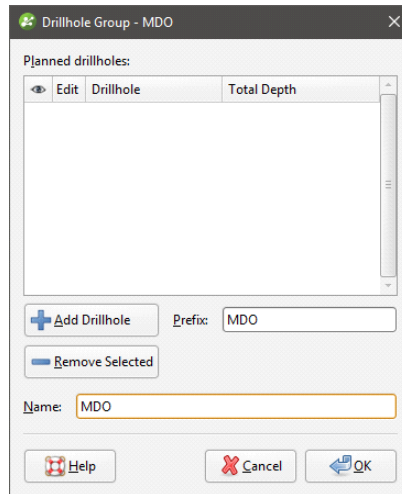 Drillhole Group - MDO
Planned drillholes:
Edit Drillhole Total Depth
Add Drillhole Prefix: MDO
Remove Selected
Name: MDO
Help Cancel OK